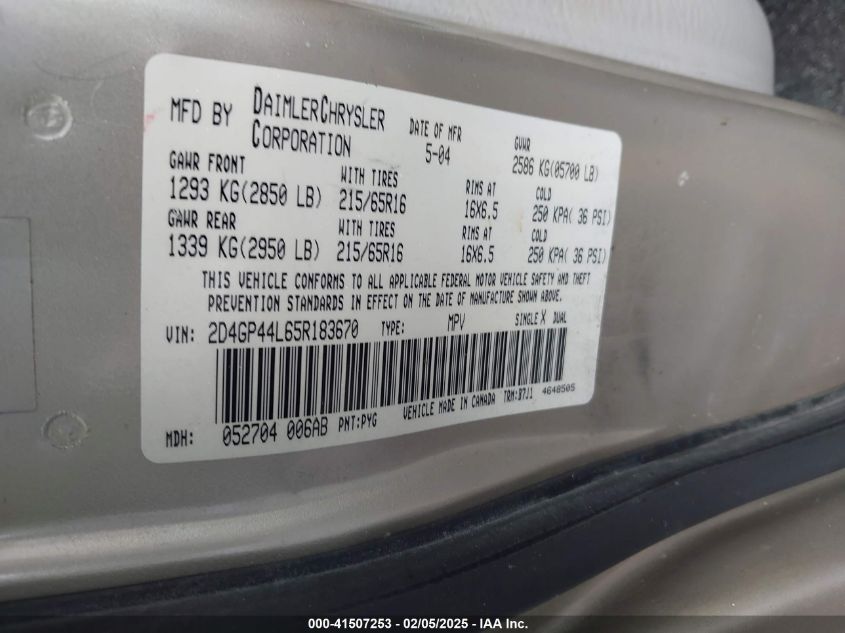 MFD BY DAIMLERCHRYSLER CORPORATION DATE OF MFR 5-04 GVWR 2586 KG(05700 LB)
GAWR FRONT WITH TIRES RIMS AT COLD
1293 KG(2850 LB) 215/65R16 16X6.5 250 KPA( 36 PSI)
GAWR REAR WITH TIRES RIMS AT COLD
1339 KG(2950 LB) 215/65R16 16X6.5 250 KPA( 36 PSI)
THIS VEHICLE CONFORMS TO ALL APPLICABLE FEDERAL MOTOR VEHICLE SAFETY AND THEFT
PREVENTION STANDARDS IN EFFECT ON THE DATE OF MANUFACTURE SHOWN ABOVE.
VIN: 2D4GP44L65R183670 TYPE: MPV SINGLE X DUAL
MDH: 052704 006AB PNT:PYG VEHICLE MADE IN CANADA TRM:B7J1 4648505
000-41507253 - 02/05/2025 - IAA Inc.